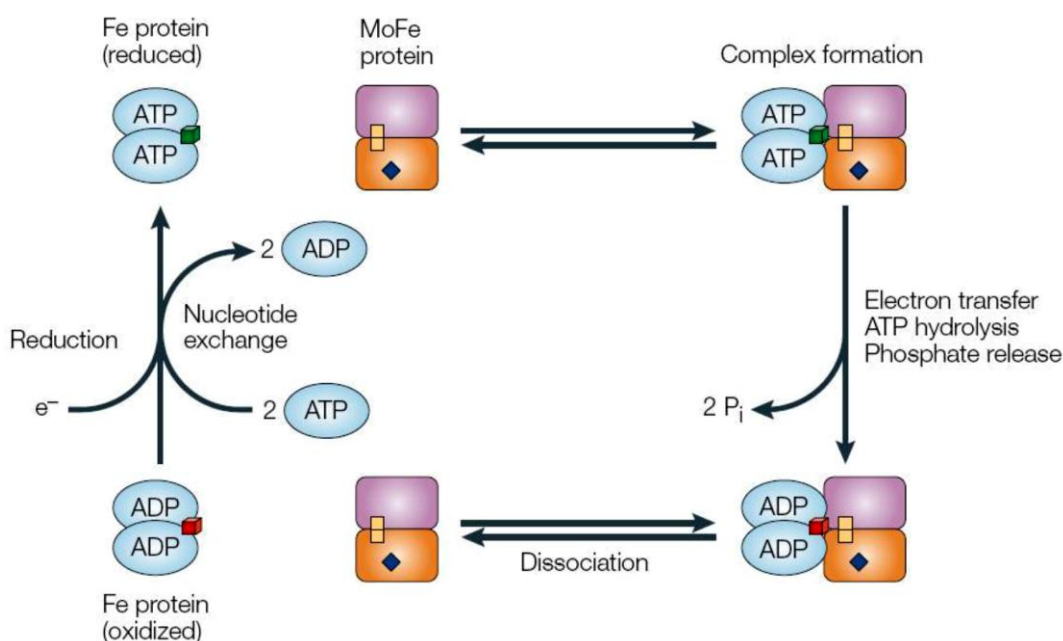 Fe protein
(reduced)
MoFe
protein
Complex formation
ATP
ATP
ATP
ATP
2 ADP
Nucleotide
exchange
Reduction
e⁻
2 ATP
Electron transfer
ATP hydrolysis
Phosphate release
2 Pᵢ
ADP
ADP
ADP
ADP
Dissociation
Fe protein
(oxidized)